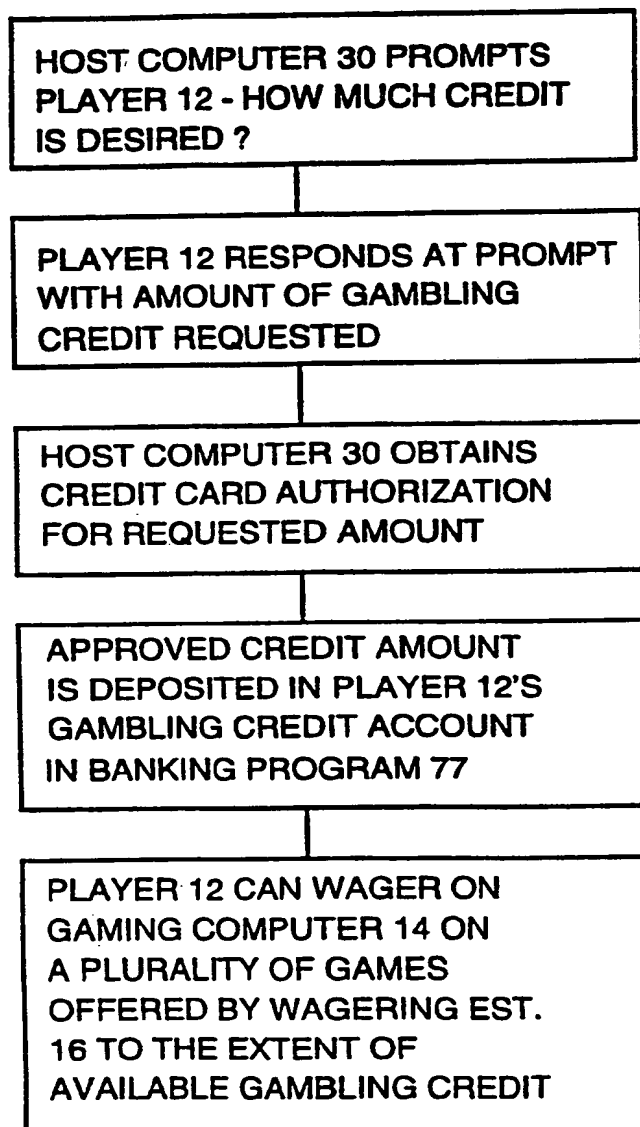 HOST COMPUTER 30 PROMPTS
PLAYER 12 - HOW MUCH CREDIT
IS DESIRED ?
PLAYER 12 RESPONDS AT PROMPT
WITH AMOUNT OF GAMBLING
CREDIT REQUESTED
HOST COMPUTER 30 OBTAINS
CREDIT CARD AUTHORIZATION
FOR REQUESTED AMOUNT
APPROVED CREDIT AMOUNT
IS DEPOSITED IN PLAYER 12'S
GAMBLING CREDIT ACCOUNT
IN BANKING PROGRAM 77
PLAYER 12 CAN WAGER ON
GAMING COMPUTER 14 ON
A PLURALITY OF GAMES
OFFERED BY WAGERING EST.
16 TO THE EXTENT OF
AVAILABLE GAMBLING CREDIT